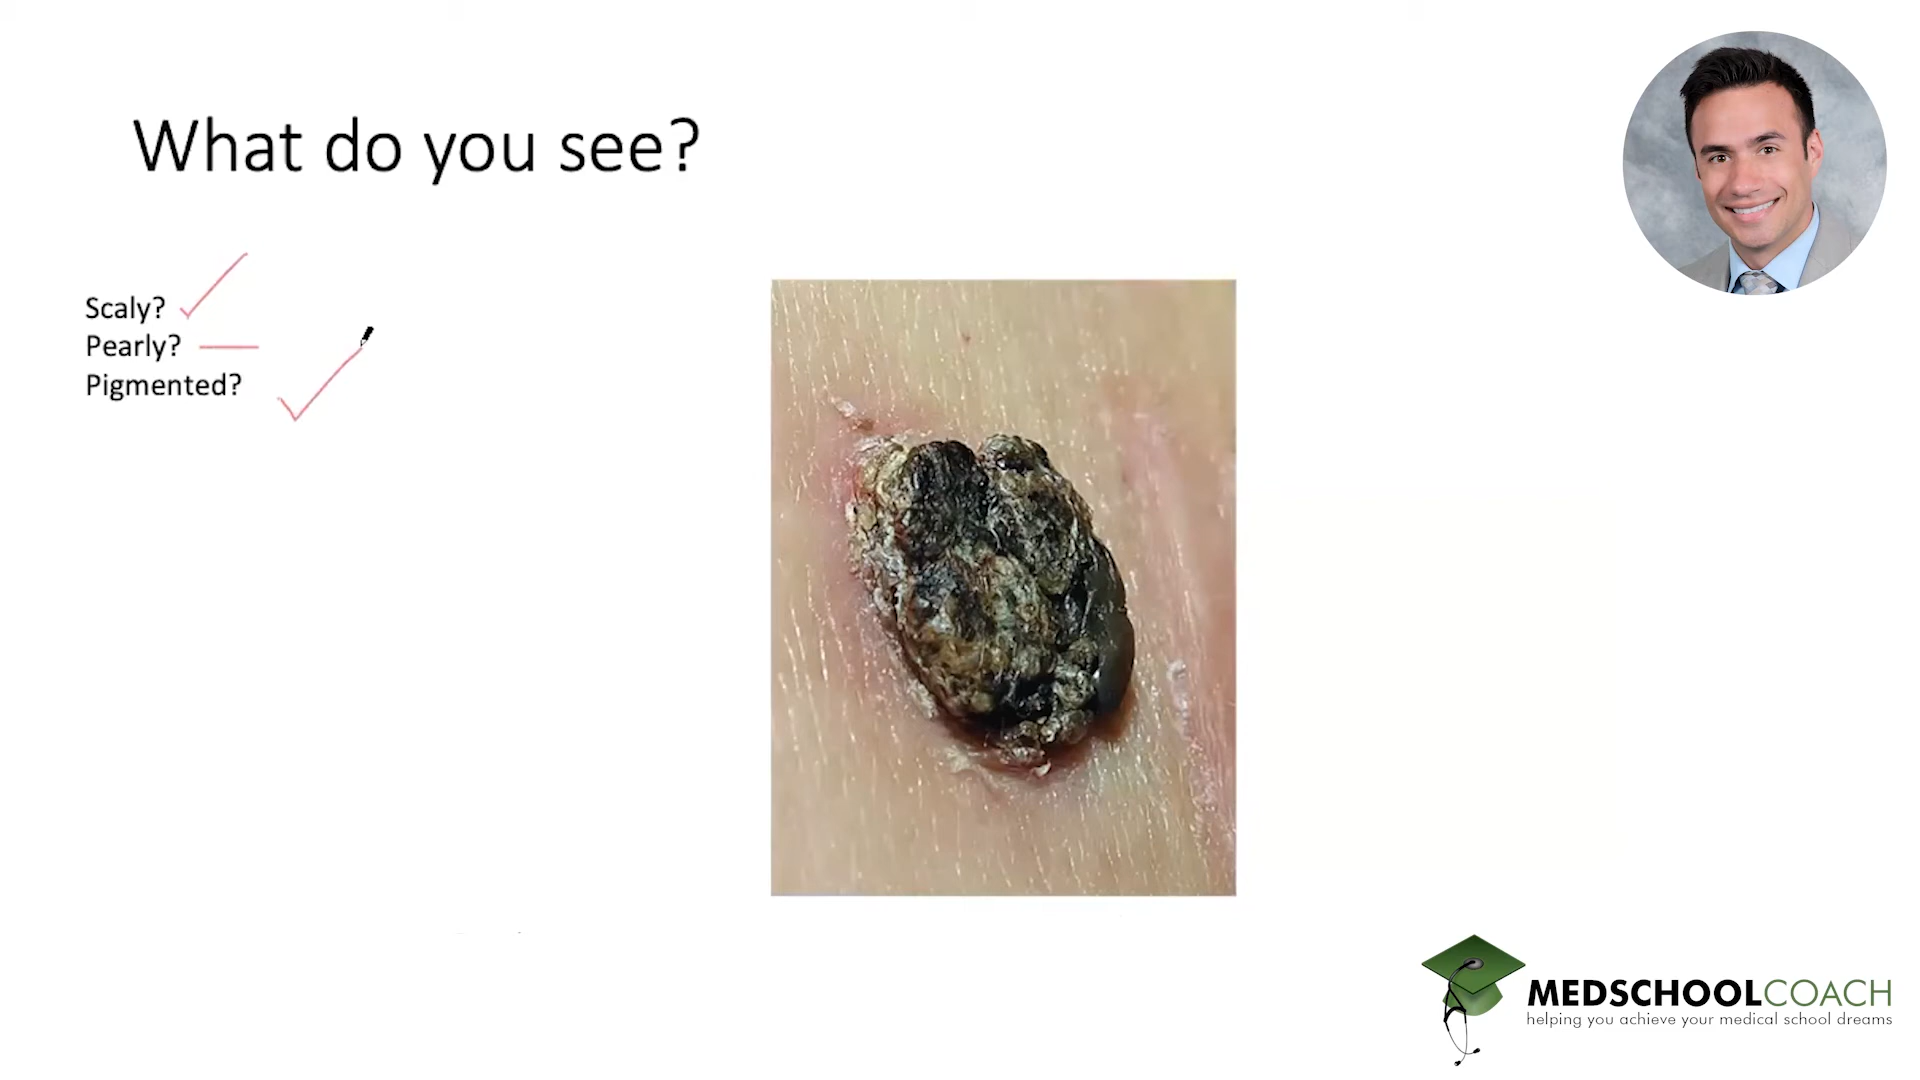 What do you see?
Scaly?
Pearly?
Pigmented?
MEDSCHOOLCOACH
helping you achieve your medical school dreams